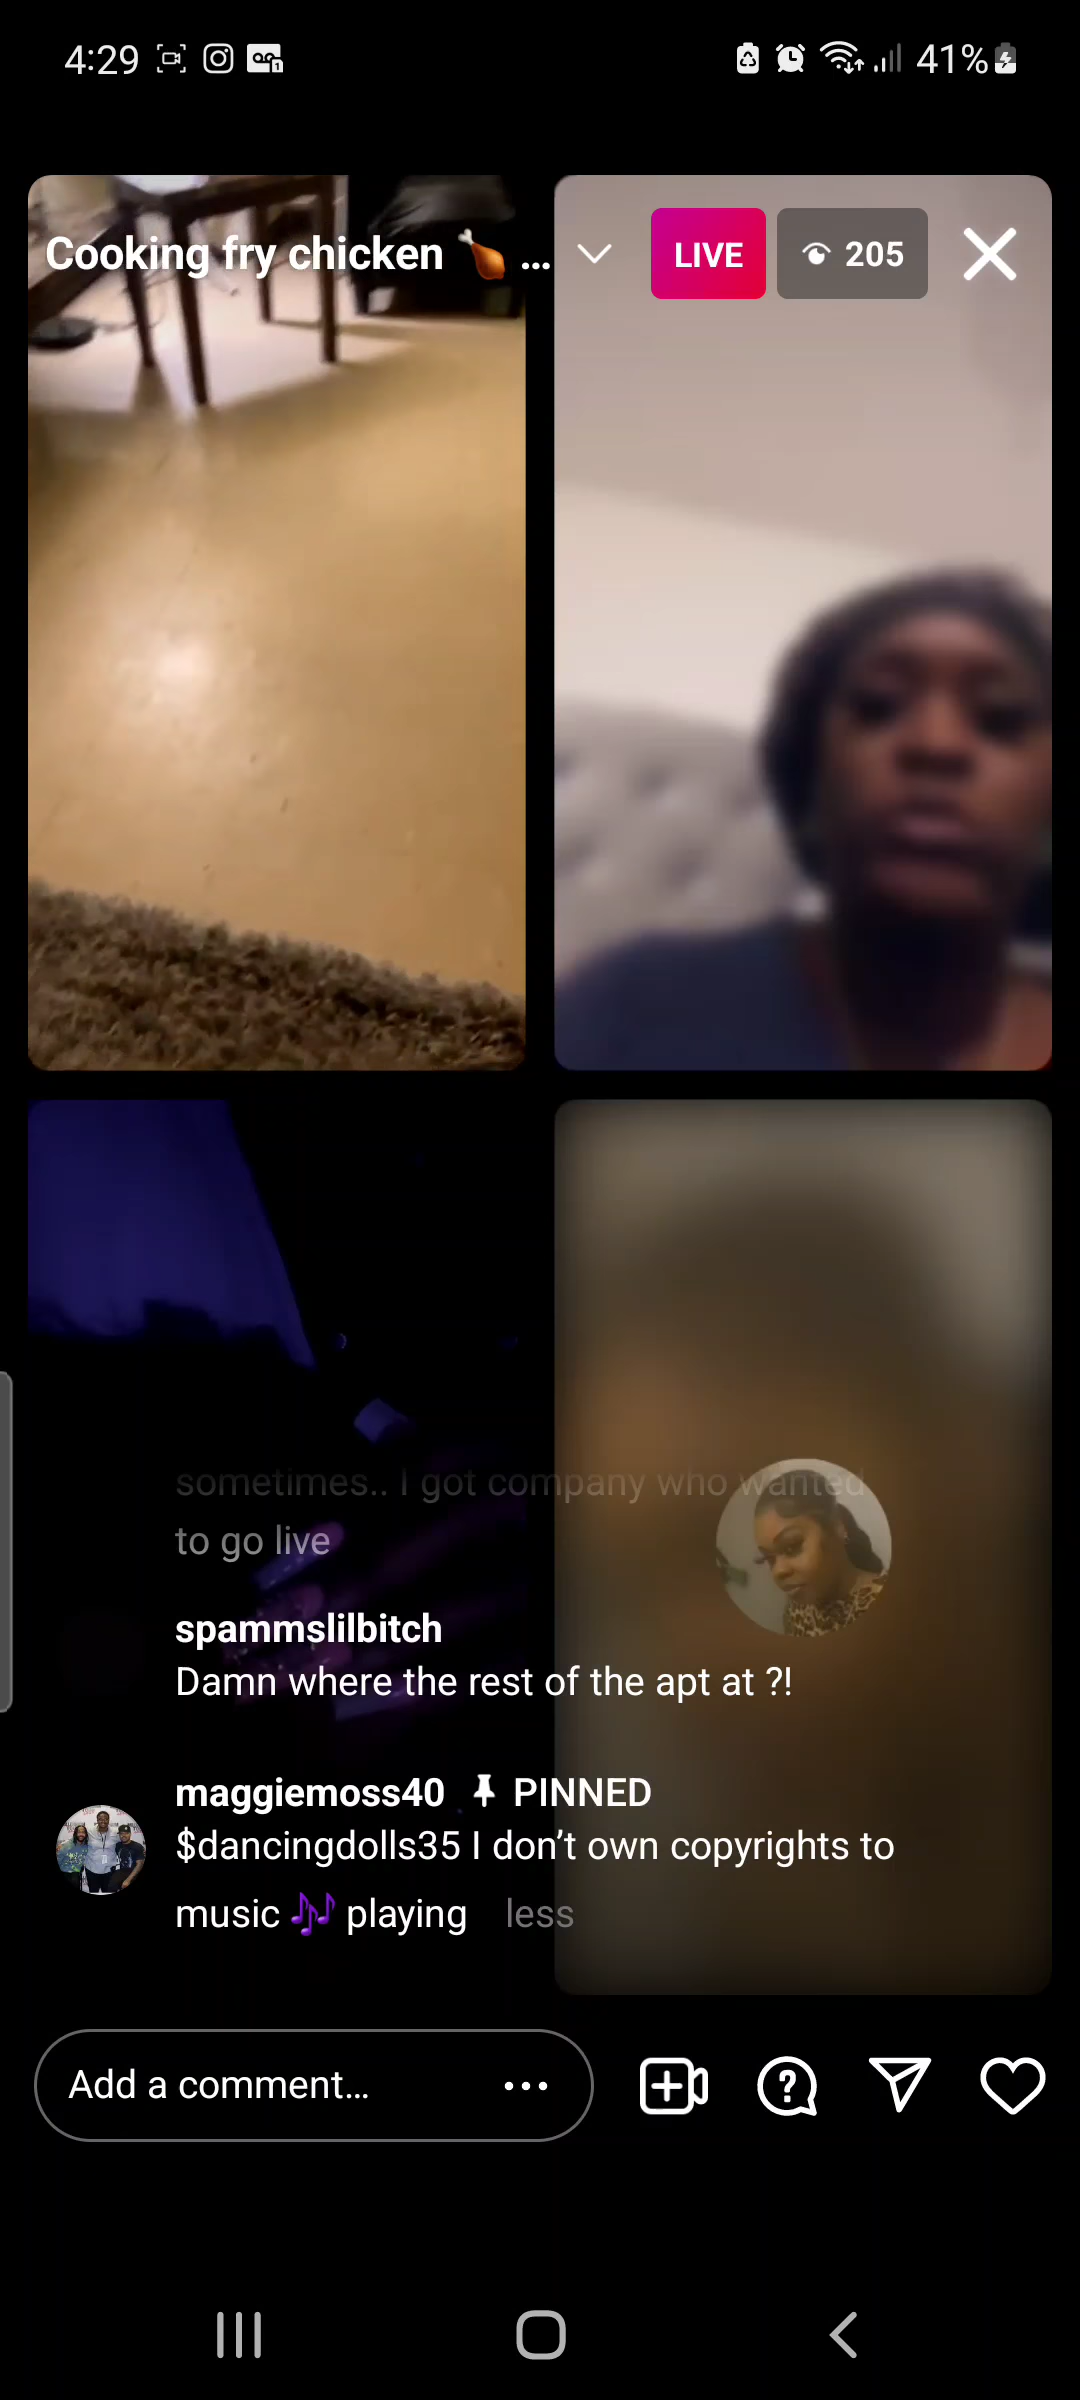 4:29
41%
Cooking fry chicken 🍗 ...
LIVE
205
sometimes.. I got company who wanted
to go live
spammslilbitch
Damn where the rest of the apt at ?!
maggiemoss40 PINNED
$dancingdolls35 I don't own copyrights to
music 🎶 playing less
Add a comment...